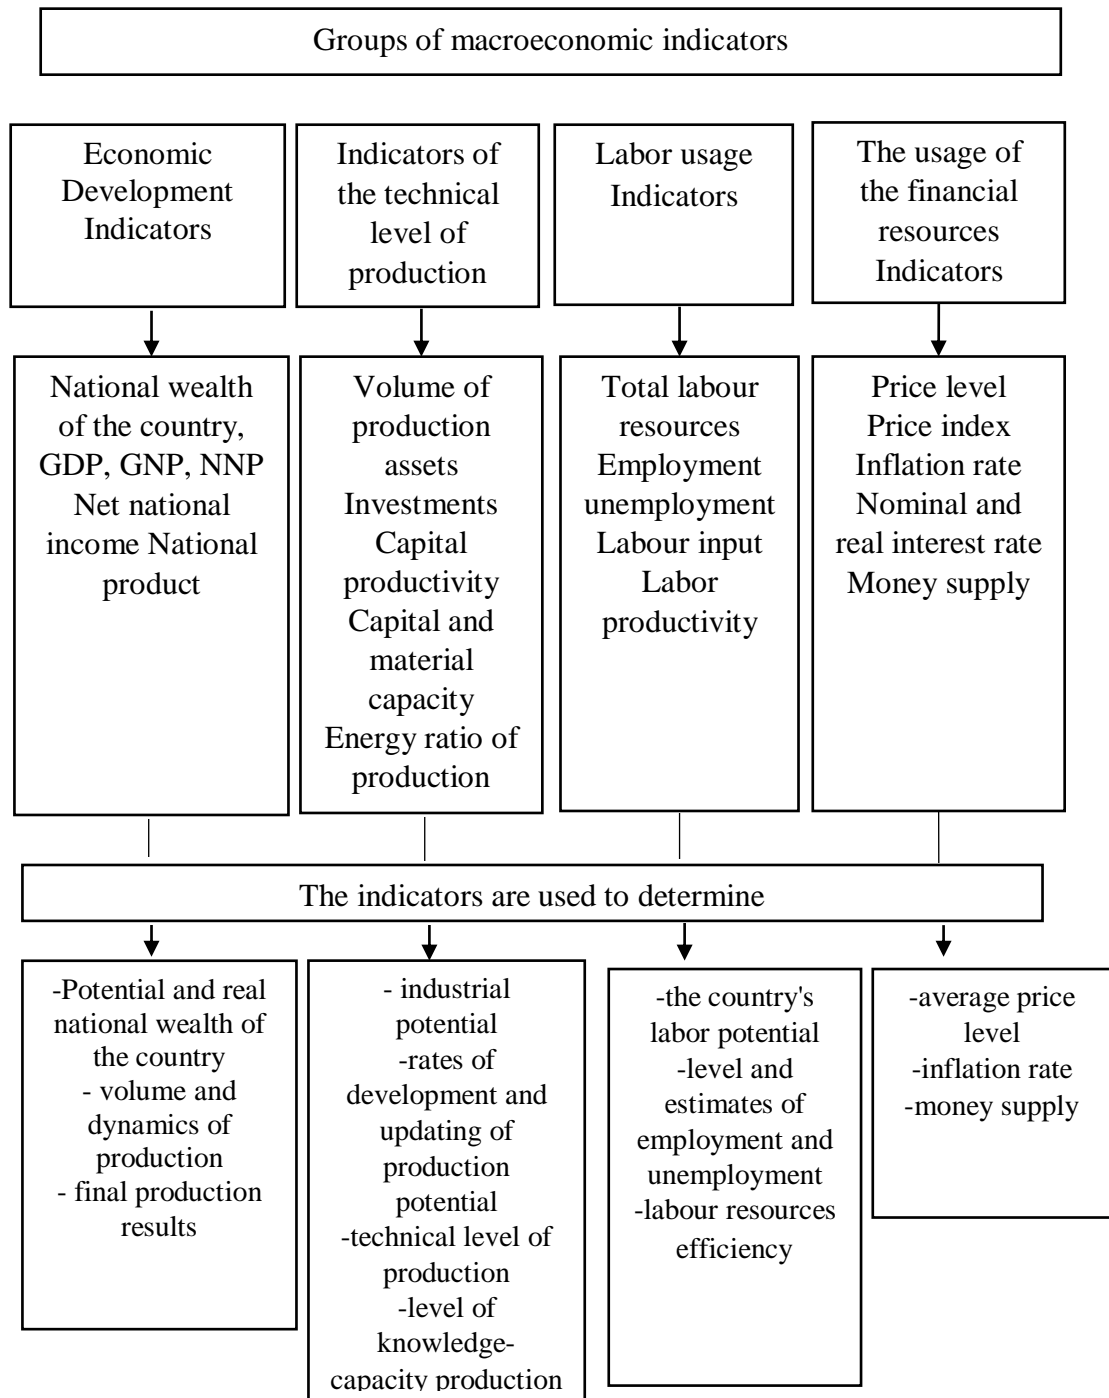 Groups of macroeconomic indicators
Economic
Development
Indicators
Indicators of
the technical
level of
production
Labor usage
Indicators
The usage of
the financial
resources
Indicators
National wealth
of the country,
GDP, GNP, NNP
Net national
income National
product
Volume of
production
assets
Investments
Capital
productivity
Capital and
material
capacity
Energy ratio of
production
Total labour
resources
Employment
unemployment
Labour input
Labor
productivity
Price level
Price index
Inflation rate
Nominal and
real interest rate
Money supply
The indicators are used to determine
-Potential and real
national wealth of
the country
- volume and
dynamics of
production
- final production
results
- industrial
potential
-rates of
development and
updating of
production
potential
-technical level of
production
-level of
knowledge-
capacity production
-the country's
labor potential
-level and
estimates of
employment and
unemployment
-labour resources
efficiency
-average price
level
-inflation rate
-money supply